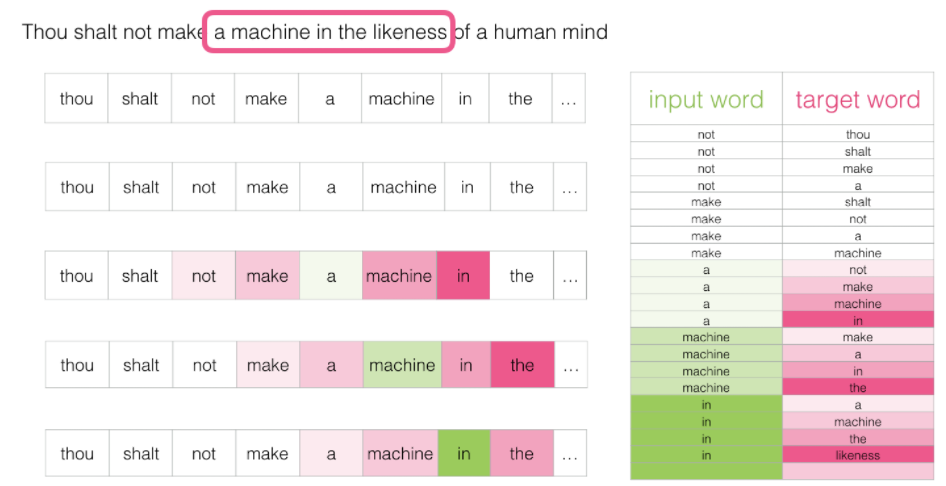 Thou shalt not make a machine in the likeness of a human mind
thou shalt not make a machine in the ...
thou shalt not make a machine in the ...
thou shalt not make a machine in the ...
thou shalt not make a machine in the ...
thou shalt not make a machine in the ...
input word target word
not thou
not shalt
not make
not a
make shalt
make not
make a
make machine
a not
a make
a machine
a in
machine make
machine a
machine in
machine the
in a
in machine
in the
in likeness